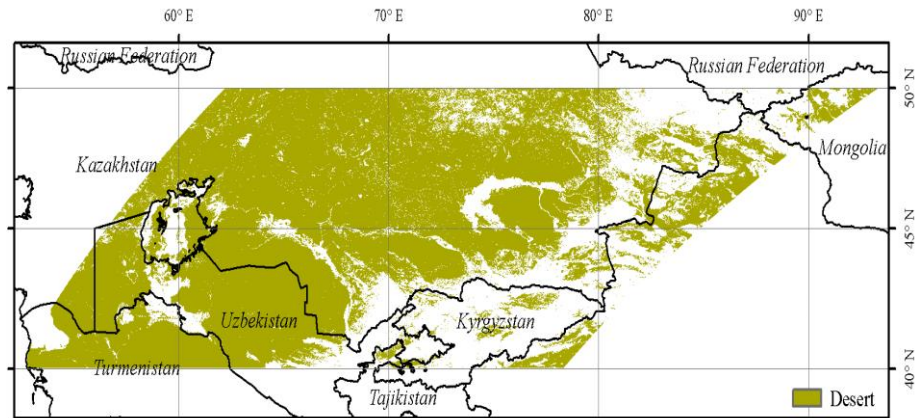 60° E 70° E 80° E 90° E
Russian Federation
Russian Federation
50° N
Mongolia
Kazakhstan
45° N
Uzbekistan
Kyrgyzstan
Turmenistan
40° N
Tajikistan
Desert